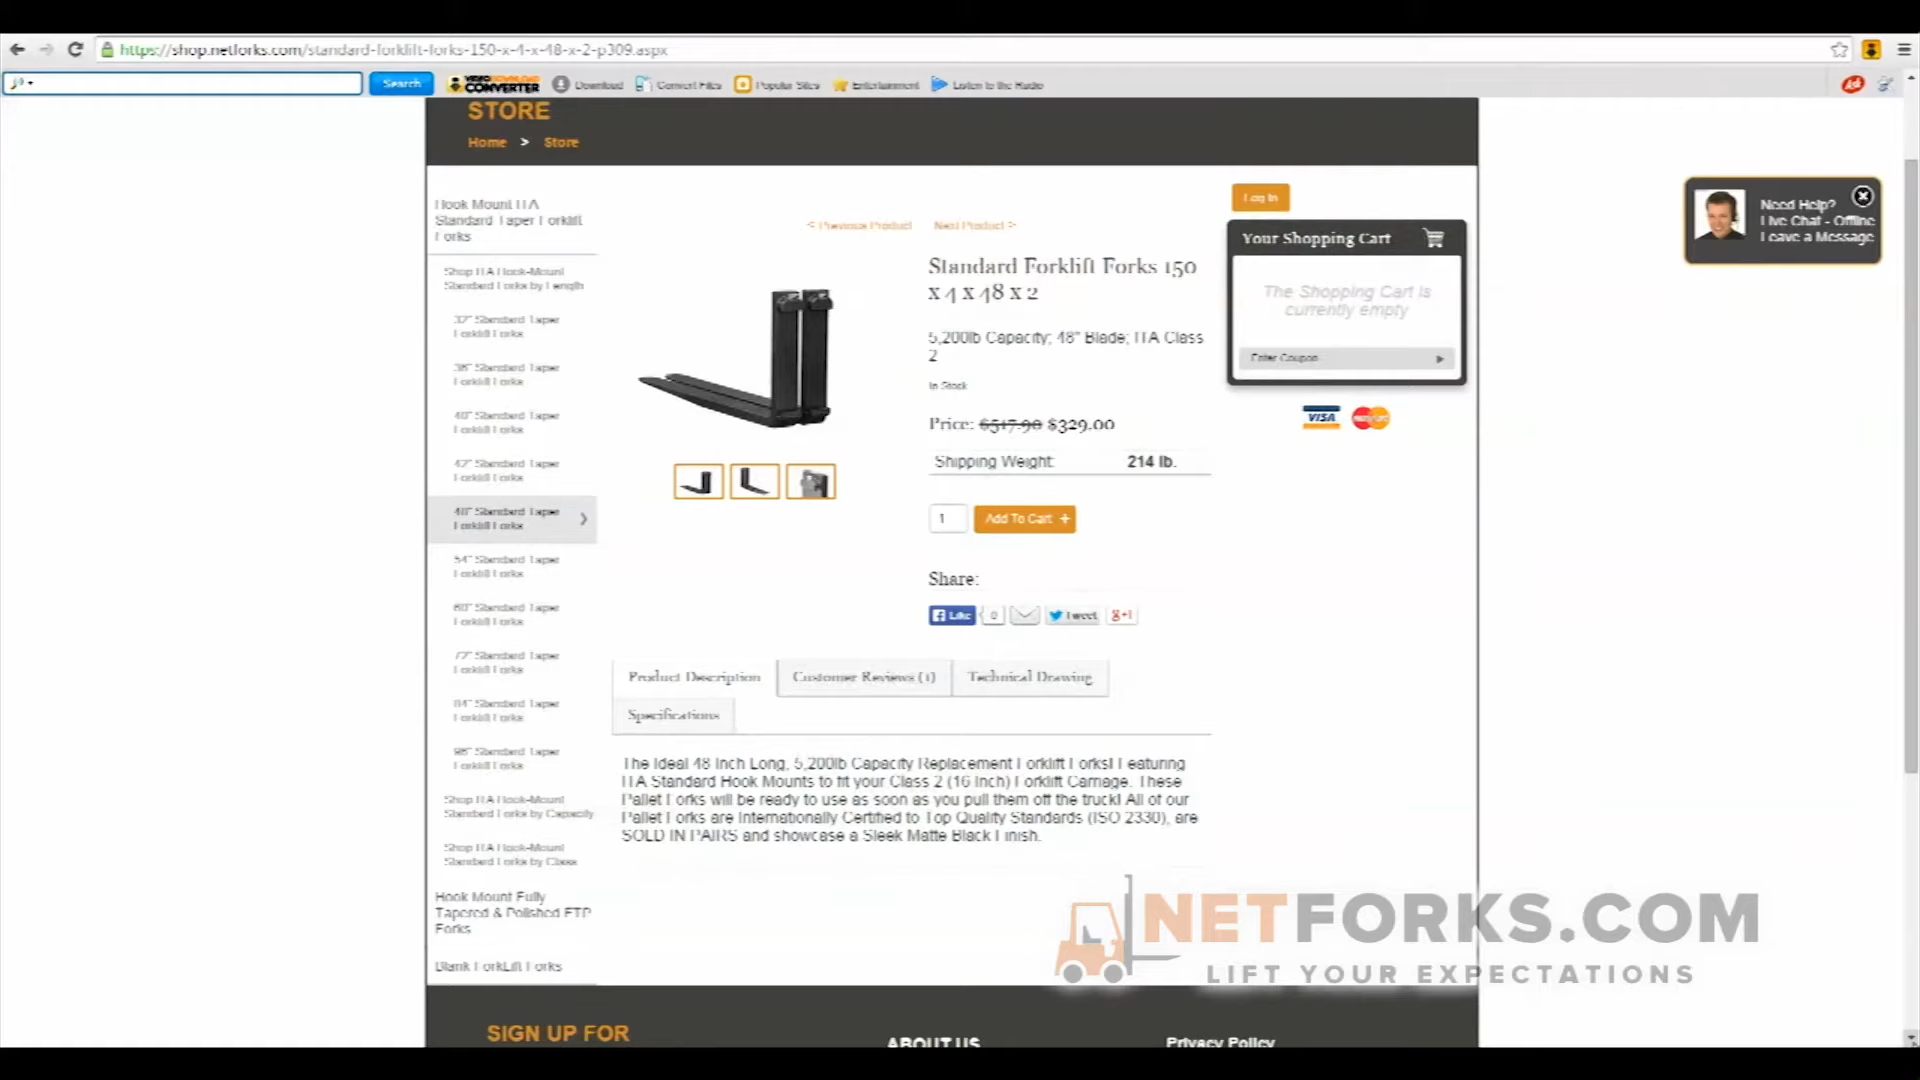 https://shop.netforks.com/standard-forklift-forks-150-x-4-x-48-x-2-p309.aspx
Search
VIDEO DOWNLOAD CONVERTER
Download
Convert Files
Popular Sites
Entertainment
Listen to the Radio
STORE
Home > Store
Hook Mount ITA
Standard Taper Forklift
Forks
Shop ITA Hook-Mount
Standard Forks by Length
32" Standard Taper
Forklift Forks
36" Standard Taper
Forklift Forks
40" Standard Taper
Forklift Forks
42" Standard Taper
Forklift Forks
48" Standard Taper
Forklift Forks
54" Standard Taper
Forklift Forks
60" Standard Taper
Forklift Forks
72" Standard Taper
Forklift Forks
84" Standard Taper
Forklift Forks
96" Standard Taper
Forklift Forks
Shop ITA Hook-Mount
Standard Forks by Capacity
Shop ITA Hook-Mount
Standard Forks by Class
Hook Mount Fully
Tapered & Polished FTP
Forks
Blank ForkLift Forks
< Previous Product
Next Product >
Standard Forklift Forks 150
x 4 x 48 x 2
5,200lb Capacity; 48" Blade; ITA Class
2
In Stock
Price: $517.90 $329.00
Shipping Weight: 214 lb.
1
Add To Cart +
Share:
Like
0
Tweet
g+1
Product Description
Customer Reviews (1)
Technical Drawing
Specifications
The Ideal 48 Inch Long, 5,200lb Capacity Replacement Forklift Forks! Featuring
ITA Standard Hook Mounts to fit your Class 2 (16 Inch) Forklift Carriage. These
Pallet Forks will be ready to use as soon as you pull them off the truck! All of our
Pallet Forks are Internationally Certified to Top Quality Standards (ISO 2330), are
SOLD IN PAIRS and showcase a Sleek Matte Black Finish.
Log In
Your Shopping Cart
The Shopping Cart is
currently empty
Enter Coupon
VISA
MasterCard
Need Help?
Live Chat - Offline
Leave a Message
NETFORKS.COM
LIFT YOUR EXPECTATIONS
SIGN UP FOR
ABOUT US
Privacy Policy